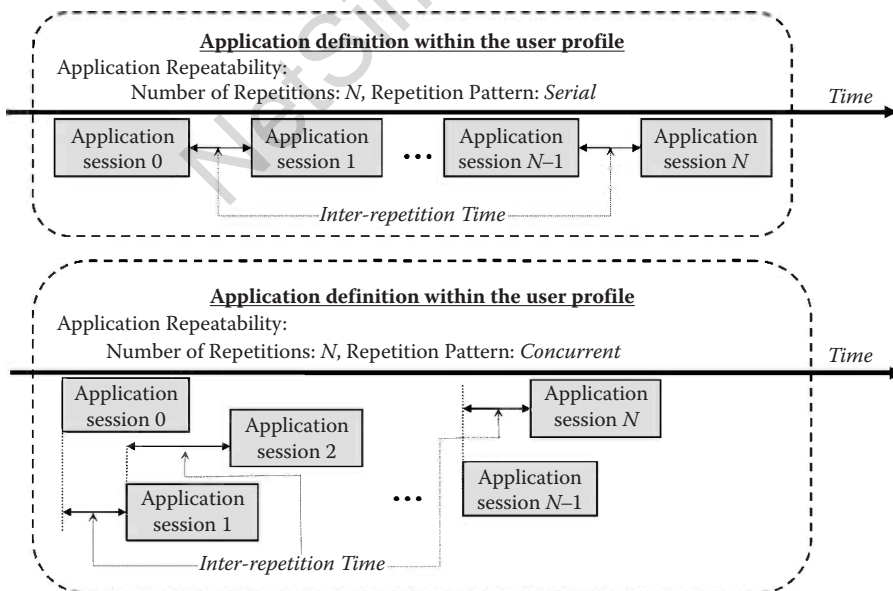 Application definition within the user profile
Application Repeatability:
Number of Repetitions: N, Repetition Pattern: Serial
Time
Application
session 0
Application
session 1
...
Application
session N–1
Application
session N
Inter-repetition Time
Application definition within the user profile
Application Repeatability:
Number of Repetitions: N, Repetition Pattern: Concurrent
Time
Application
session 0
Application
session 2
Application
session N
Application
session 1
...
Application
session N–1
Inter-repetition Time